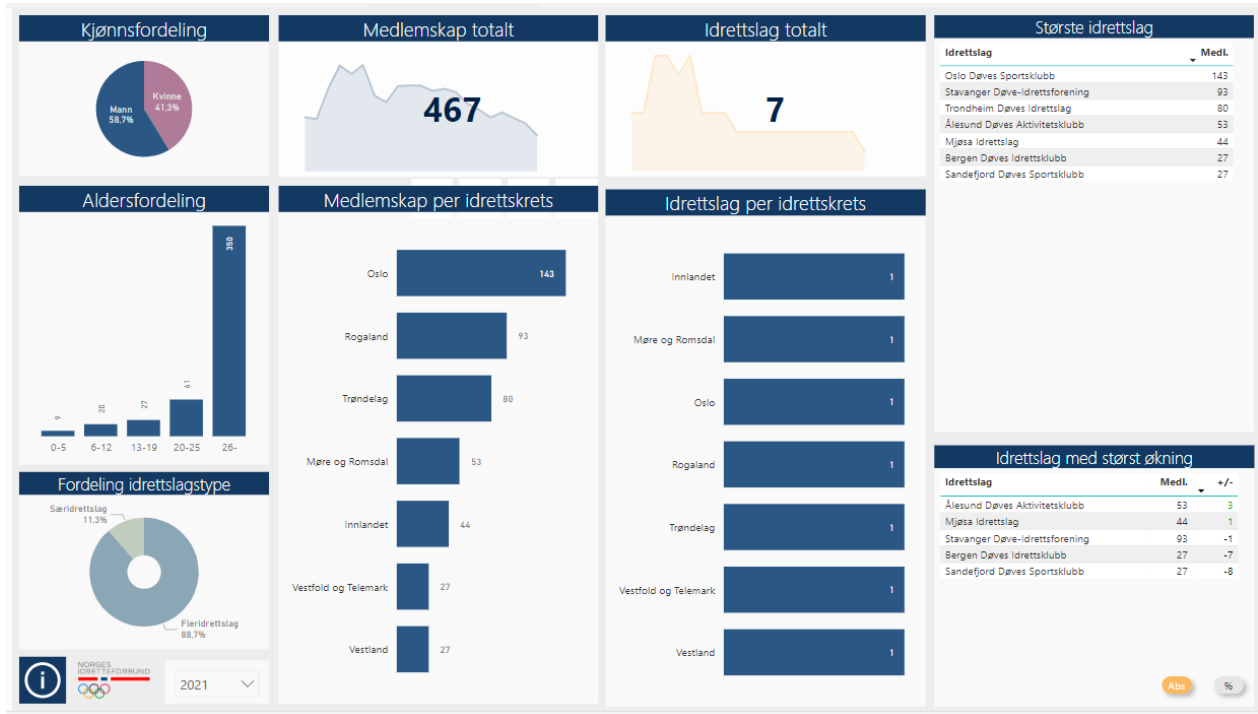 Kjønnsfordeling
Kvinne
41,3%
Mann
58,7%
Medlemskap totalt
467
Idrettslag totalt
7
Største idrettslag
Idrettslag Medl.
Oslo Døves Sportsklubb 143
Stavanger Døve-Idrettsforening 93
Trondheim Døves Idrettslag 80
Ålesund Døves Aktivitetsklubb 53
Mjøsa Idrettslag 44
Bergen Døves Idrettsklubb 27
Sandefjord Døves Sportsklubb 27
Aldersfordeling
9 20 27 61 350
0-5 6-12 13-19 20-25 26-
Medlemskap per idrettskrets
Oslo 143
Rogaland 93
Trøndelag 80
Møre og Romsdal 53
Innlandet 44
Vestfold og Telemark 27
Vestland 27
Idrettslag per idrettskrets
Innlandet 1
Møre og Romsdal 1
Oslo 1
Rogaland 1
Trøndelag 1
Vestfold og Telemark 1
Vestland 1
Idrettslag med størst økning
Idrettslag Medl. +/-
Ålesund Døves Aktivitetsklubb 53 3
Mjøsa Idrettslag 44 1
Stavanger Døve-Idrettsforening 93 -1
Bergen Døves Idrettsklubb 27 -7
Sandefjord Døves Sportsklubb 27 -8
Fordeling idrettslagstype
Særidrettslag
11,3%
Fleridrettslag
88,7%
i
NORGES
IDRETTSFORBUND
2021
Abs %